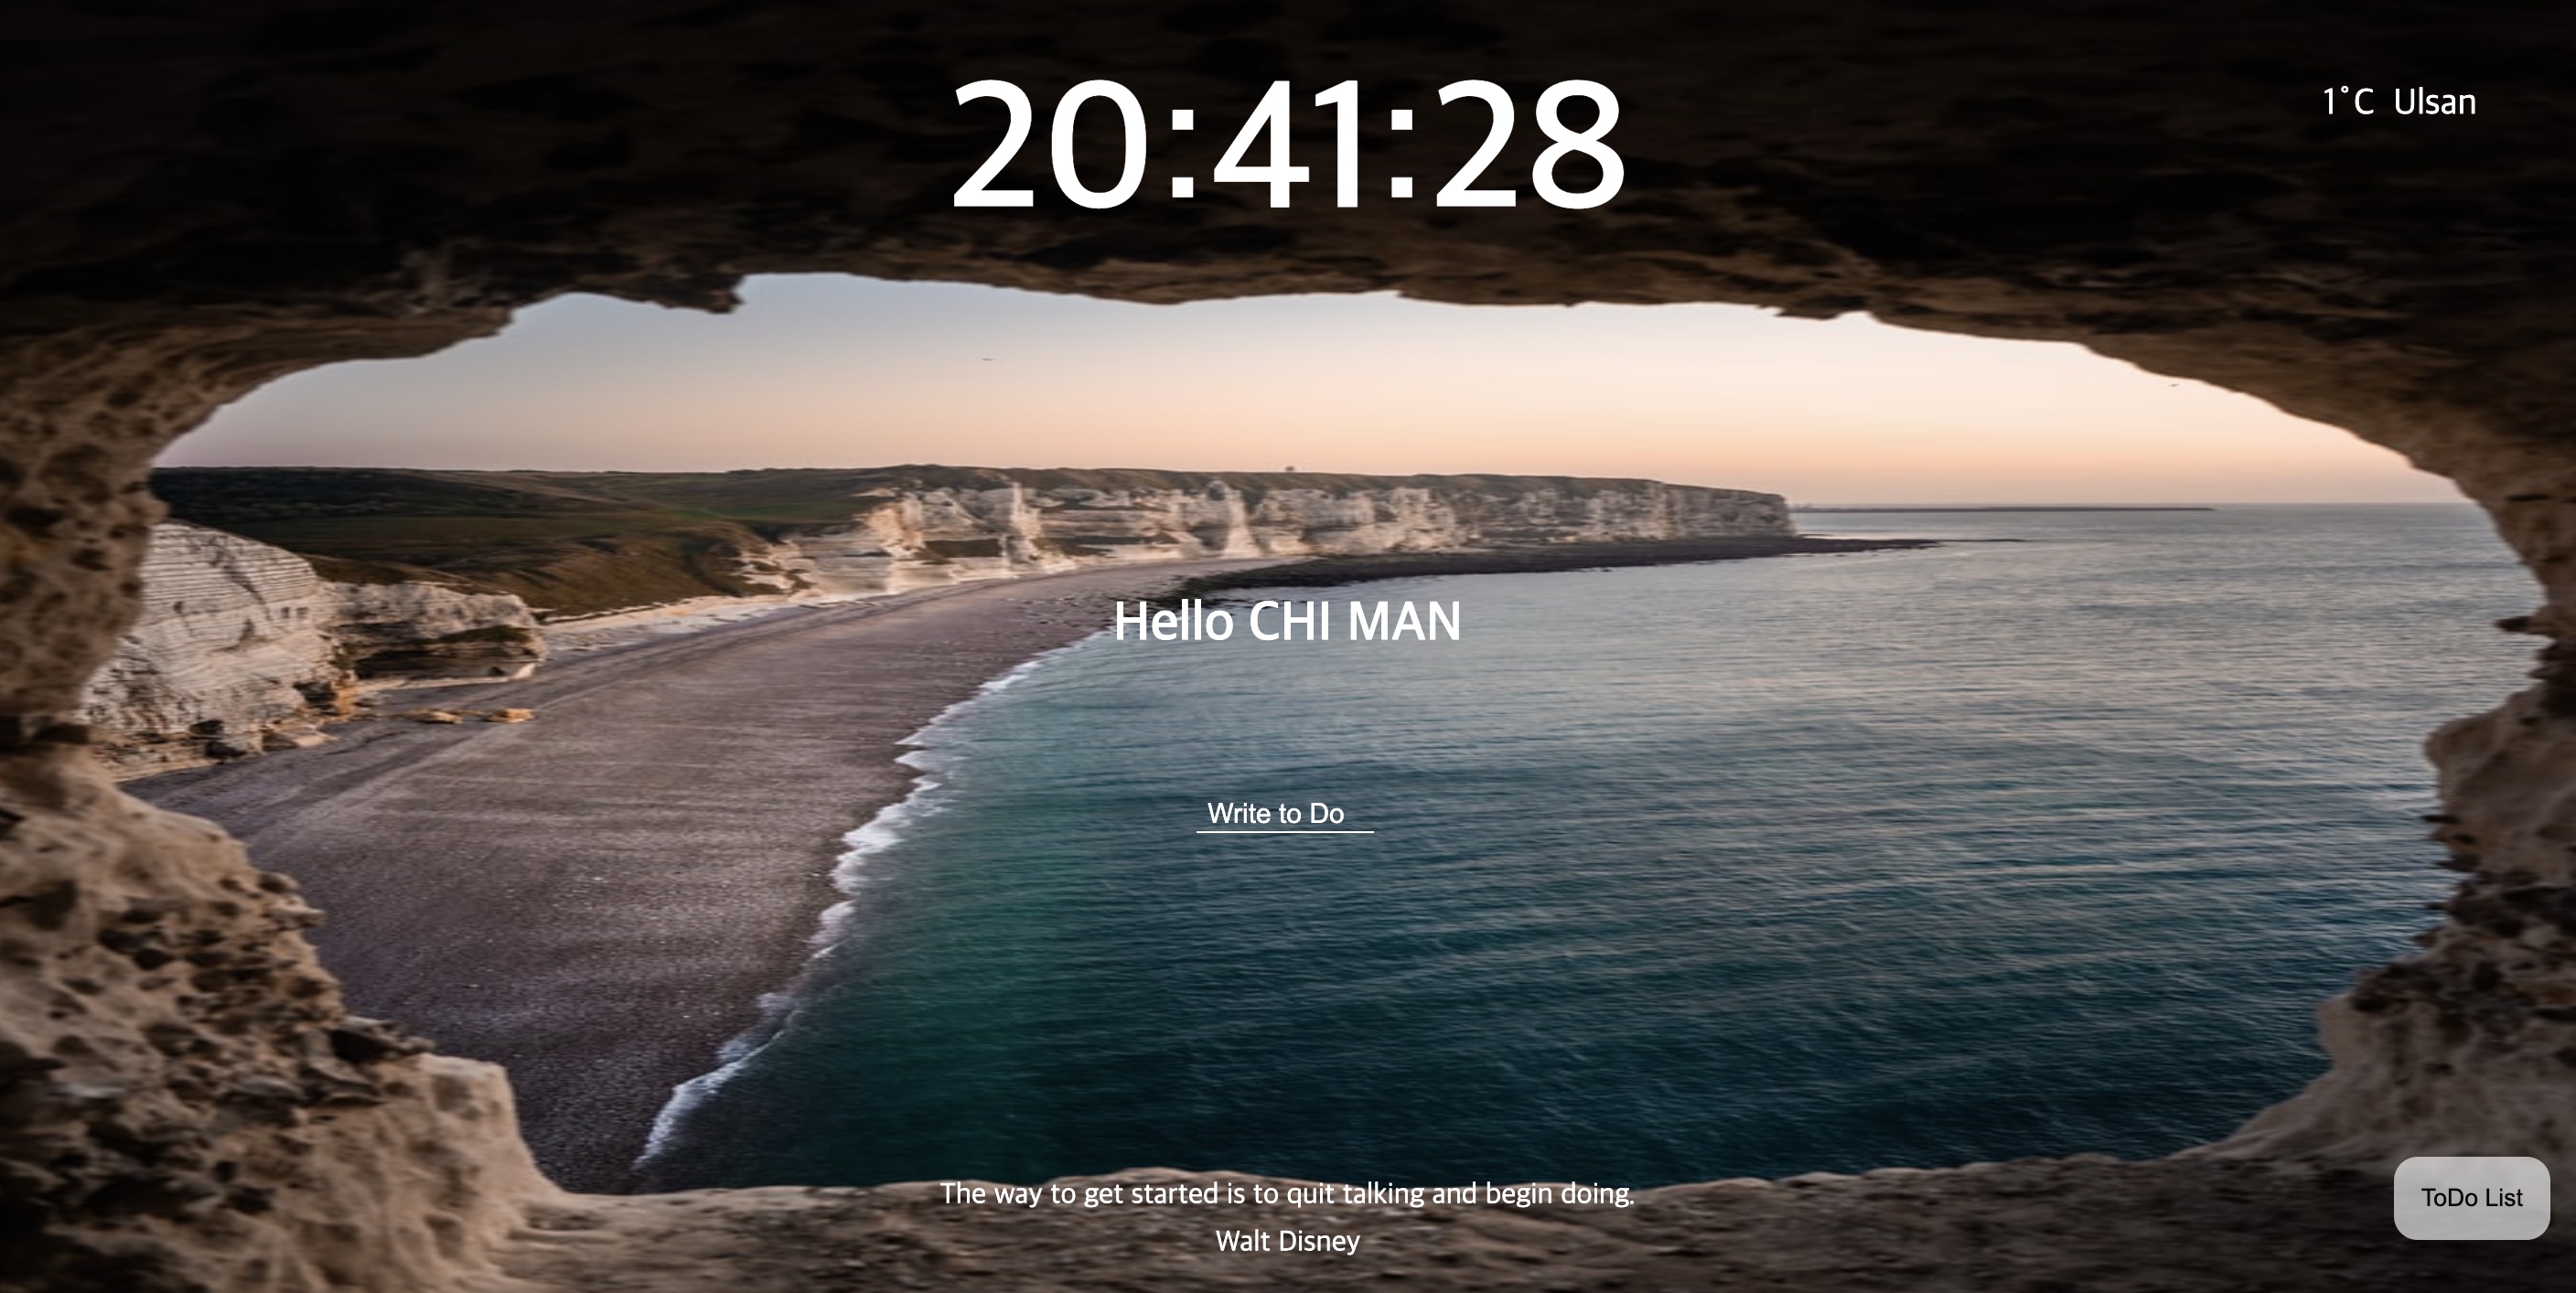 20:41:28
1°C Ulsan
Hello CHI MAN
Write to Do
The way to get started is to quit talking and begin doing.
Walt Disney
ToDo List